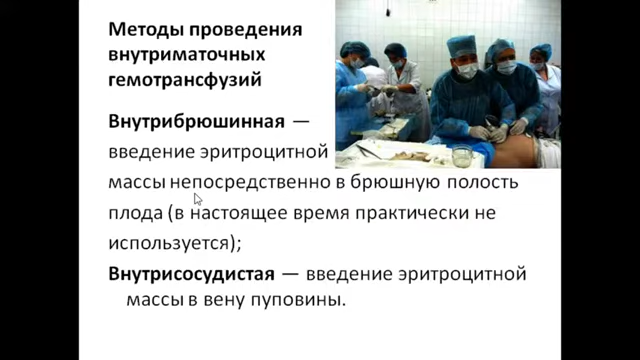 Методы проведения
внутриматочных
гемотрансфузий
Внутрибрюшинная —
введение эритроцитной
массы непосредственно в брюшную полость
плода (в настоящее время практически не
используется);
Внутрисосудистая — введение эритроцитной
массы в вену пуповины.